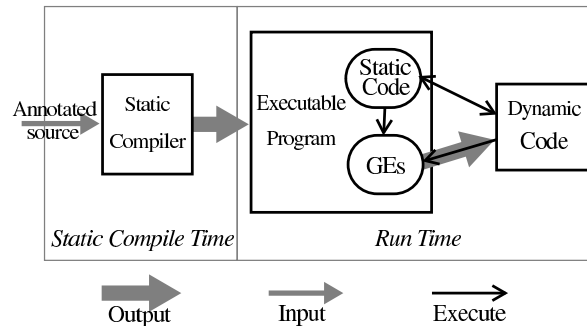 Annotated
source
Static
Compiler
Executable
Program
Static
Code
GEs
Dynamic
Code
Static Compile Time
Run Time
Output
Input
Execute